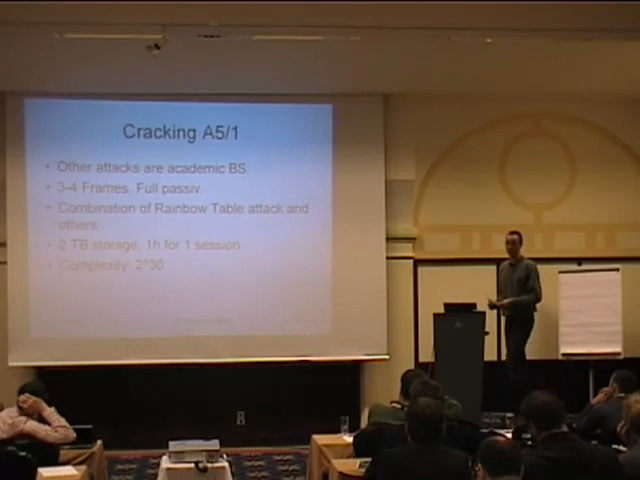 Cracking A5/1
• Other attacks are academic BS.
• 3-4 Frames. Full passiv.
• Combination of Rainbow Table attack and
others.
• 2 TB storage, 1h for 1 session
• Complexity: 2^30